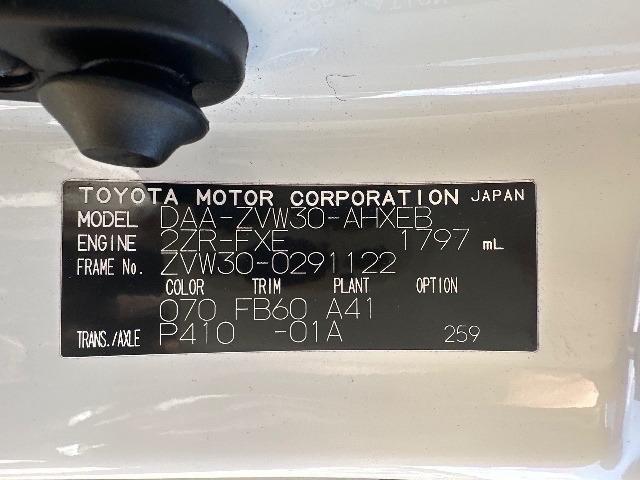 TOYOTA MOTOR CORPORATION JAPAN
MODEL DAA-ZVW30-AHXEB
ENGINE 2ZR-FXE 1797 mL
FRAME No. ZVW30-0291122
COLOR TRIM PLANT OPTION
070 FB60 A41
TRANS./AXLE P410 -01A 259